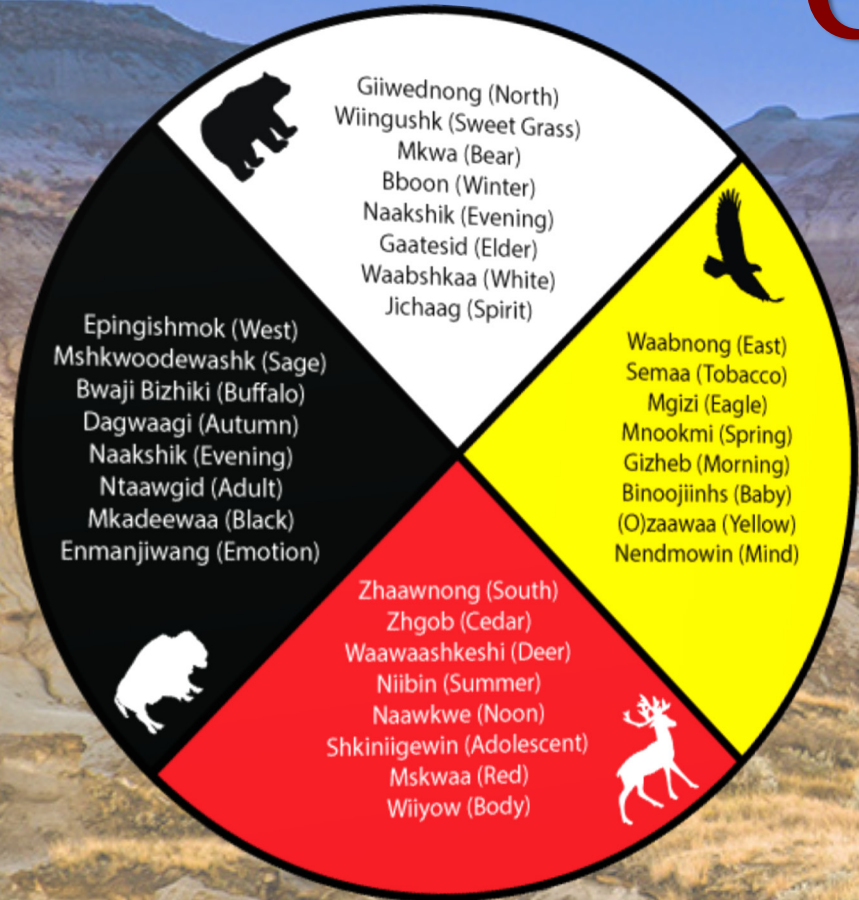 Giiwednong (North)
Wiingushk (Sweet Grass)
Mkwa (Bear)
Bboon (Winter)
Naakshik (Evening)
Gaatesid (Elder)
Waabshkaa (White)
Jichaag (Spirit)
Waabnong (East)
Semaa (Tobacco)
Mgizi (Eagle)
Mnookmi (Spring)
Gizheb (Morning)
Binoojiinhs (Baby)
(O)zaawaa (Yellow)
Nendmowin (Mind)
Zhaawnong (South)
Zhgob (Cedar)
Waawaashkeshi (Deer)
Niibin (Summer)
Naawkwe (Noon)
Shkiniigewin (Adolescent)
Mskwaa (Red)
Wiiyow (Body)
Epingishmok (West)
Mshkwoodewashk (Sage)
Bwaji Bizhiki (Buffalo)
Dagwaagi (Autumn)
Naakshik (Evening)
Ntaawgid (Adult)
Mkadeewaa (Black)
Enmanjiwang (Emotion)